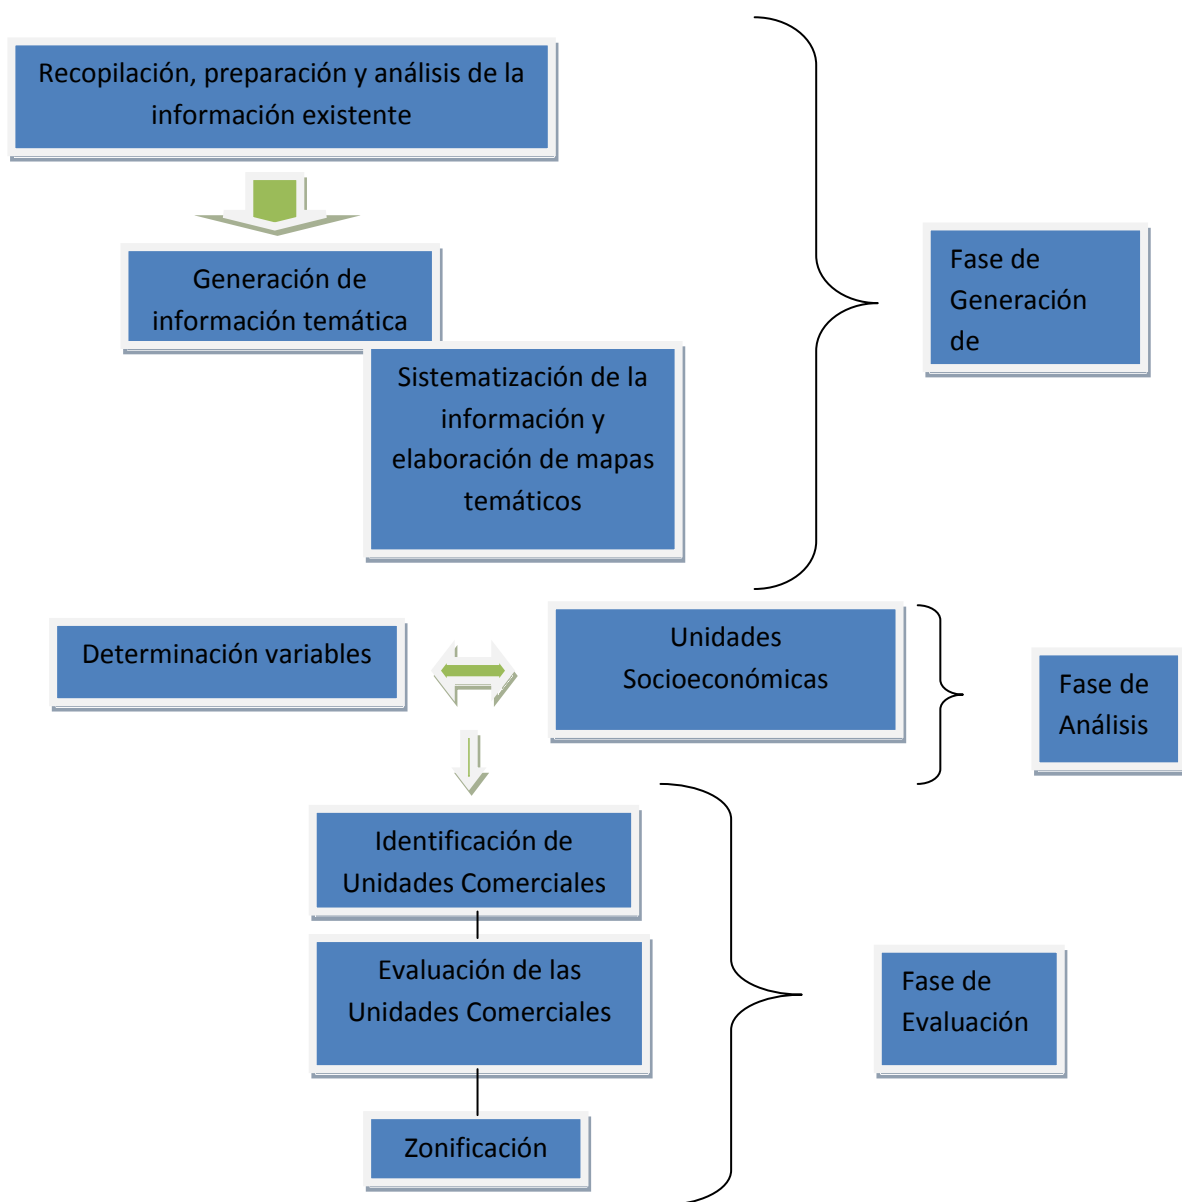 Recopilación, preparación y análisis de la
información existente
Generación de
información temática
Sistematización de la
información y
elaboración de mapas
temáticos
Fase de
Generación
de
Determinación variables
Unidades
Socioeconómicas
Fase de
Análisis
Identificación de
Unidades Comerciales
Evaluación de las
Unidades Comerciales
Fase de
Evaluación
Zonificación